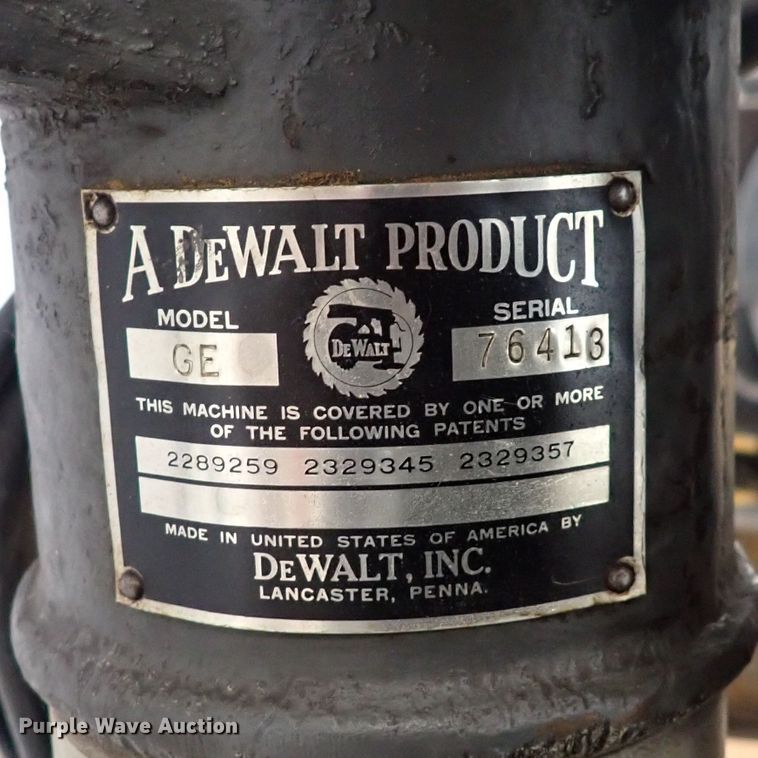 A DEWALT PRODUCT
MODEL
SERIAL
DEWALT
GE
76413
THIS MACHINE IS COVERED BY ONE OR MORE
OF THE FOLLOWING PATENTS
2289259 2329345 2329357
MADE IN UNITED STATES OF AMERICA BY
DEWALT, INC.
LANCASTER, PENNA.
Purple Wave Auction